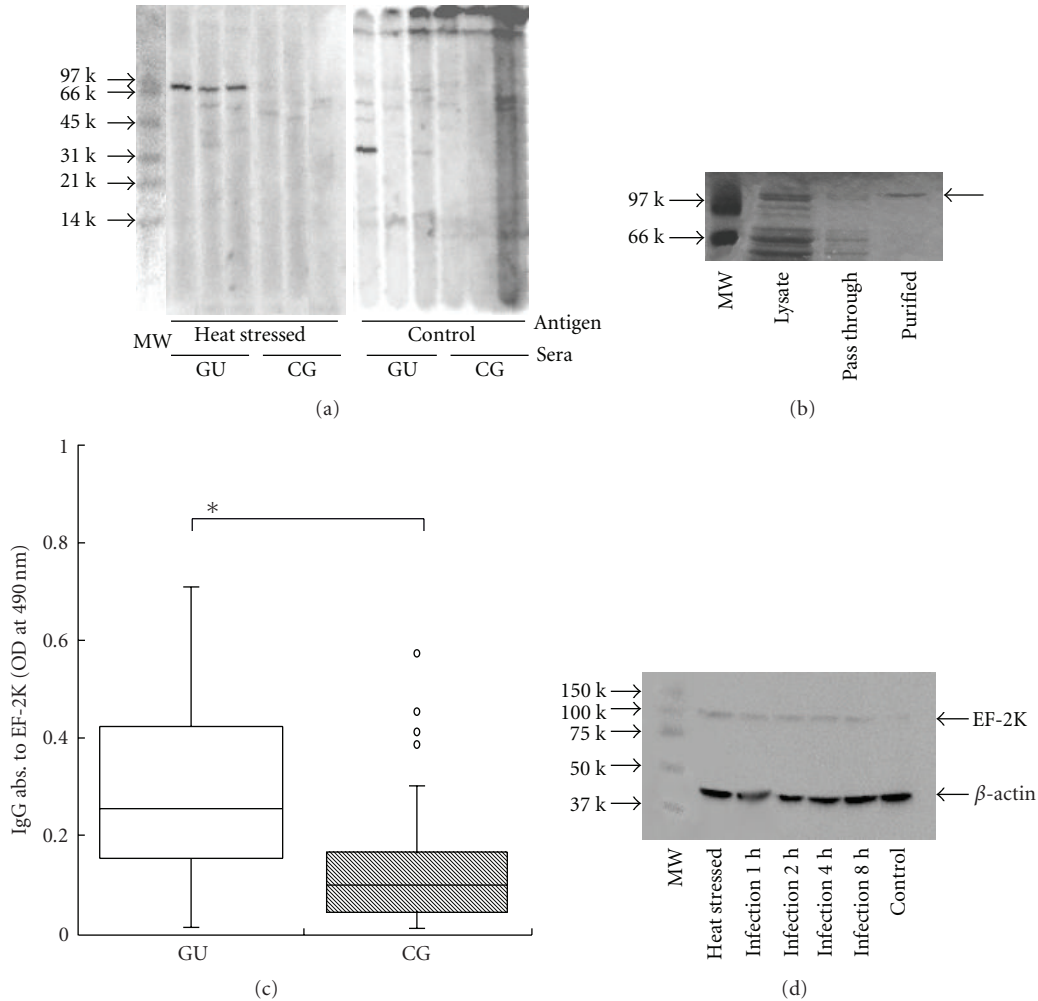 97 k
66 k
45 k
31 k
21 k
14 k
MW
Heat stressed
Control
Antigen
GU
CG
GU
CG
Sera
(a)
97 k
66 k
MW
Lysate
Pass through
Purified
(b)
IgG abs. to EF-2K (OD at 490 nm)
1
0.8
0.6
0.4
0.2
0
*
GU
CG
(c)
150 k
100 k
75 k
50 k
37 k
EF-2K
β-actin
MW
Heat stressed
Infection 1 h
Infection 2 h
Infection 4 h
Infection 8 h
Control
(d)